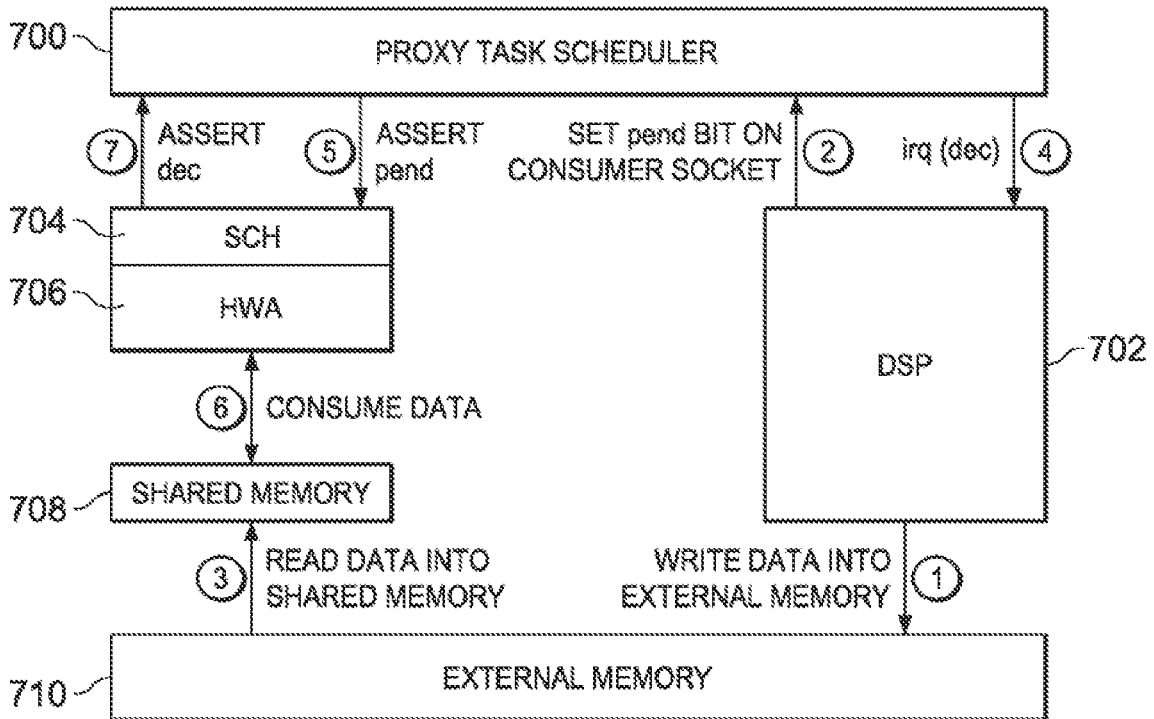 700
PROXY TASK SCHEDULER
7
ASSERT
dec
5
ASSERT
pend
SET pend BIT ON
CONSUMER SOCKET
2
irq (dec)
4
704
SCH
706
HWA
DSP
702
6
CONSUME DATA
708
SHARED MEMORY
3
READ DATA INTO
SHARED MEMORY
WRITE DATA INTO
EXTERNAL MEMORY
1
710
EXTERNAL MEMORY